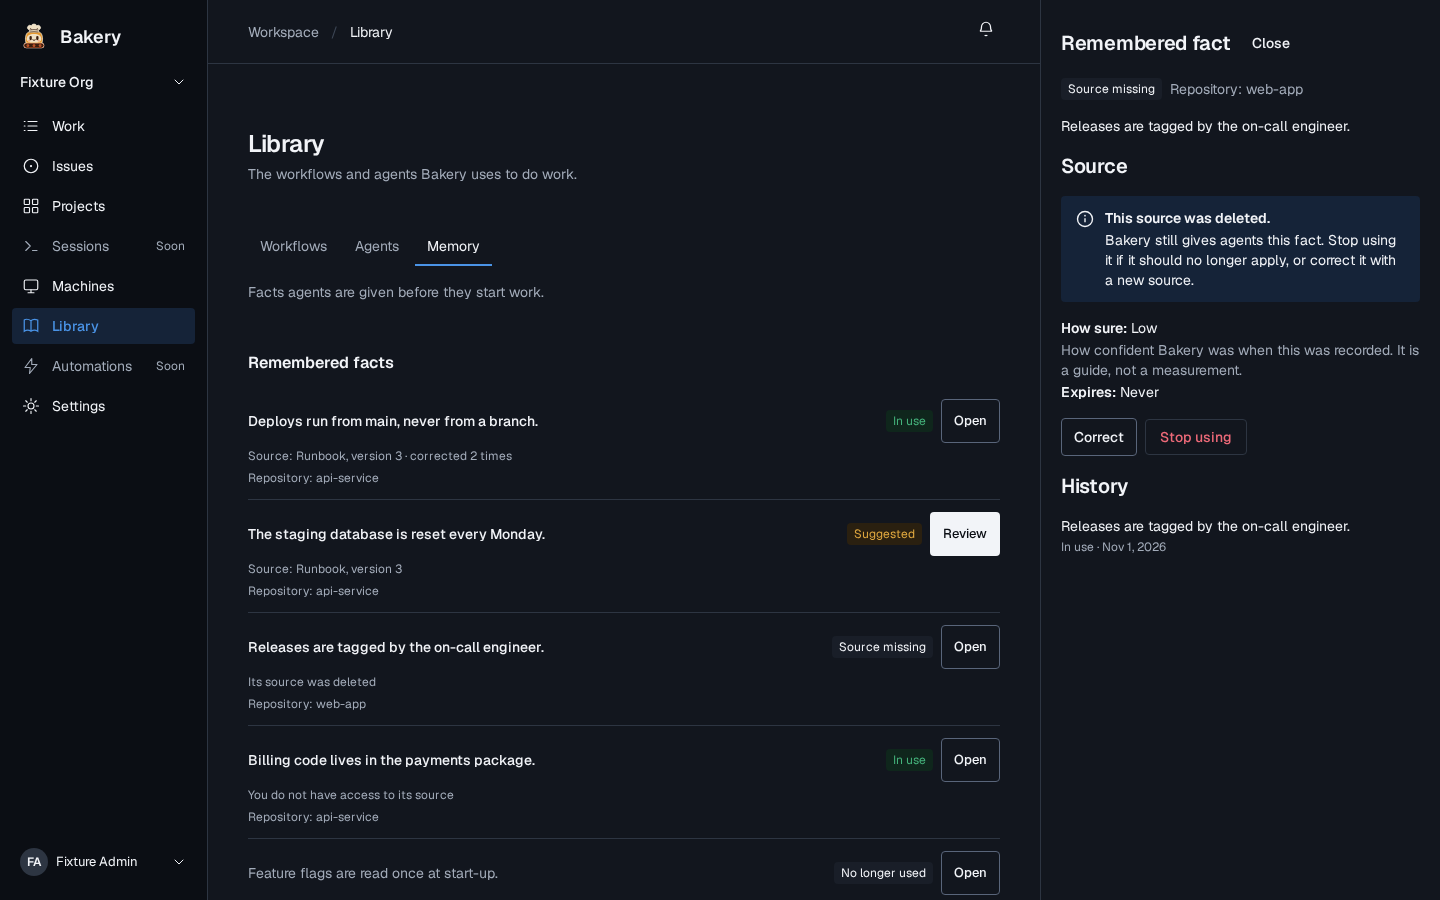 Bakery
Fixture Org
Work
Issues
Projects
Sessions Soon
Machines
Library
Automations Soon
Settings
FA Fixture Admin
Workspace / Library
Library
The workflows and agents Bakery uses to do work.
Workflows Agents Memory
Facts agents are given before they start work.
Remembered facts
Deploys run from main, never from a branch. In use Open
Source: Runbook, version 3 · corrected 2 times
Repository: api-service
The staging database is reset every Monday. Suggested Review
Source: Runbook, version 3
Repository: api-service
Releases are tagged by the on-call engineer. Source missing Open
Its source was deleted
Repository: web-app
Billing code lives in the payments package. In use Open
You do not have access to its source
Repository: api-service
Feature flags are read once at start-up. No longer used Open
Remembered fact Close
Source missing Repository: web-app
Releases are tagged by the on-call engineer.
Source
This source was deleted.
Bakery still gives agents this fact. Stop using
it if it should no longer apply, or correct it with
a new source.
How sure: Low
How confident Bakery was when this was recorded. It is
a guide, not a measurement.
Expires: Never
Correct Stop using
History
Releases are tagged by the on-call engineer.
In use · Nov 1, 2026